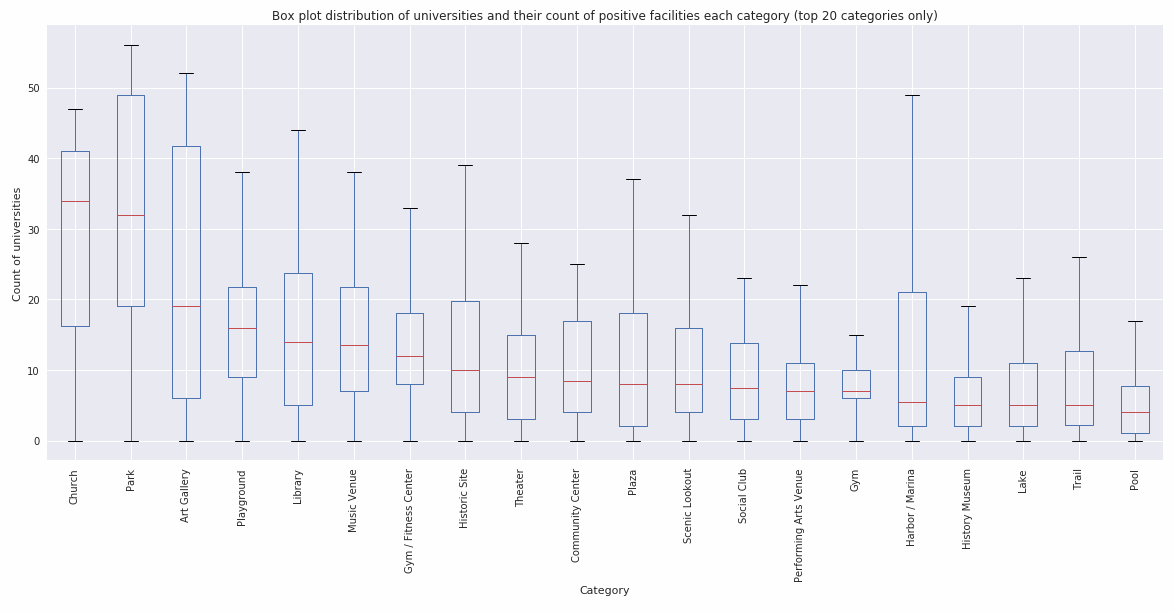 Box plot distribution of universities and their count of positive facilities each category (top 20 categories only)
Count of universities
50
40
30
20
10
0
Church
Park
Art Gallery
Playground
Library
Music Venue
Gym / Fitness Center
Historic Site
Theater
Community Center
Plaza
Scenic Lookout
Social Club
Performing Arts Venue
Gym
Harbor / Marina
History Museum
Lake
Trail
Pool
Category